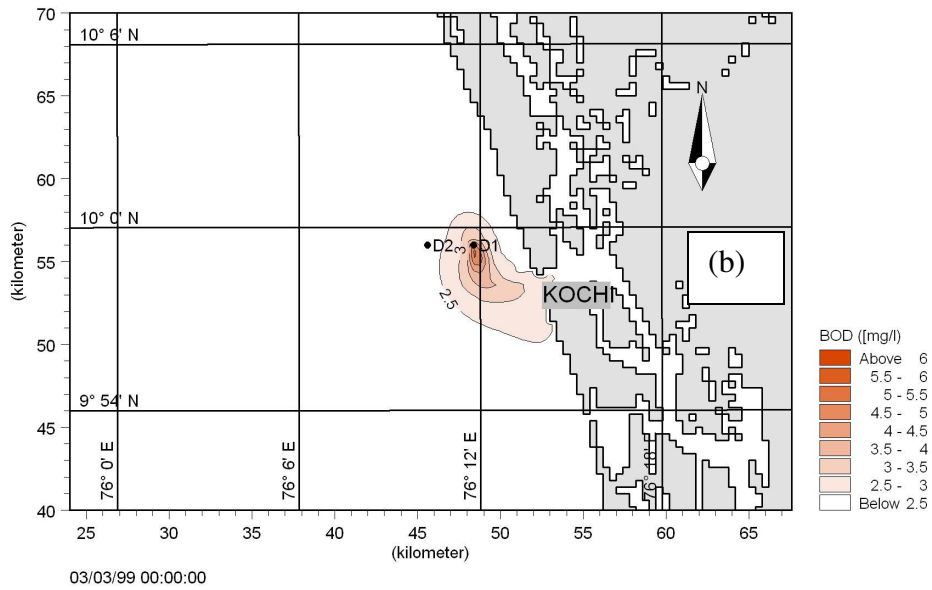 70
65
60
55
50
45
40
(kilometer)
10° 6' N
10° 0' N
9° 54' N
N
D2
3
D1
2.5
KOCHI
(b)
76° 0' E
76° 6' E
76° 12' E
76° 18'
25 30 35 40 45 50 55 60 65
(kilometer)
03/03/99 00:00:00
BOD ([mg/l)
Above 6
5.5 - 6
5 - 5.5
4.5 - 5
4 - 4.5
3.5 - 4
3 - 3.5
2.5 - 3
Below 2.5